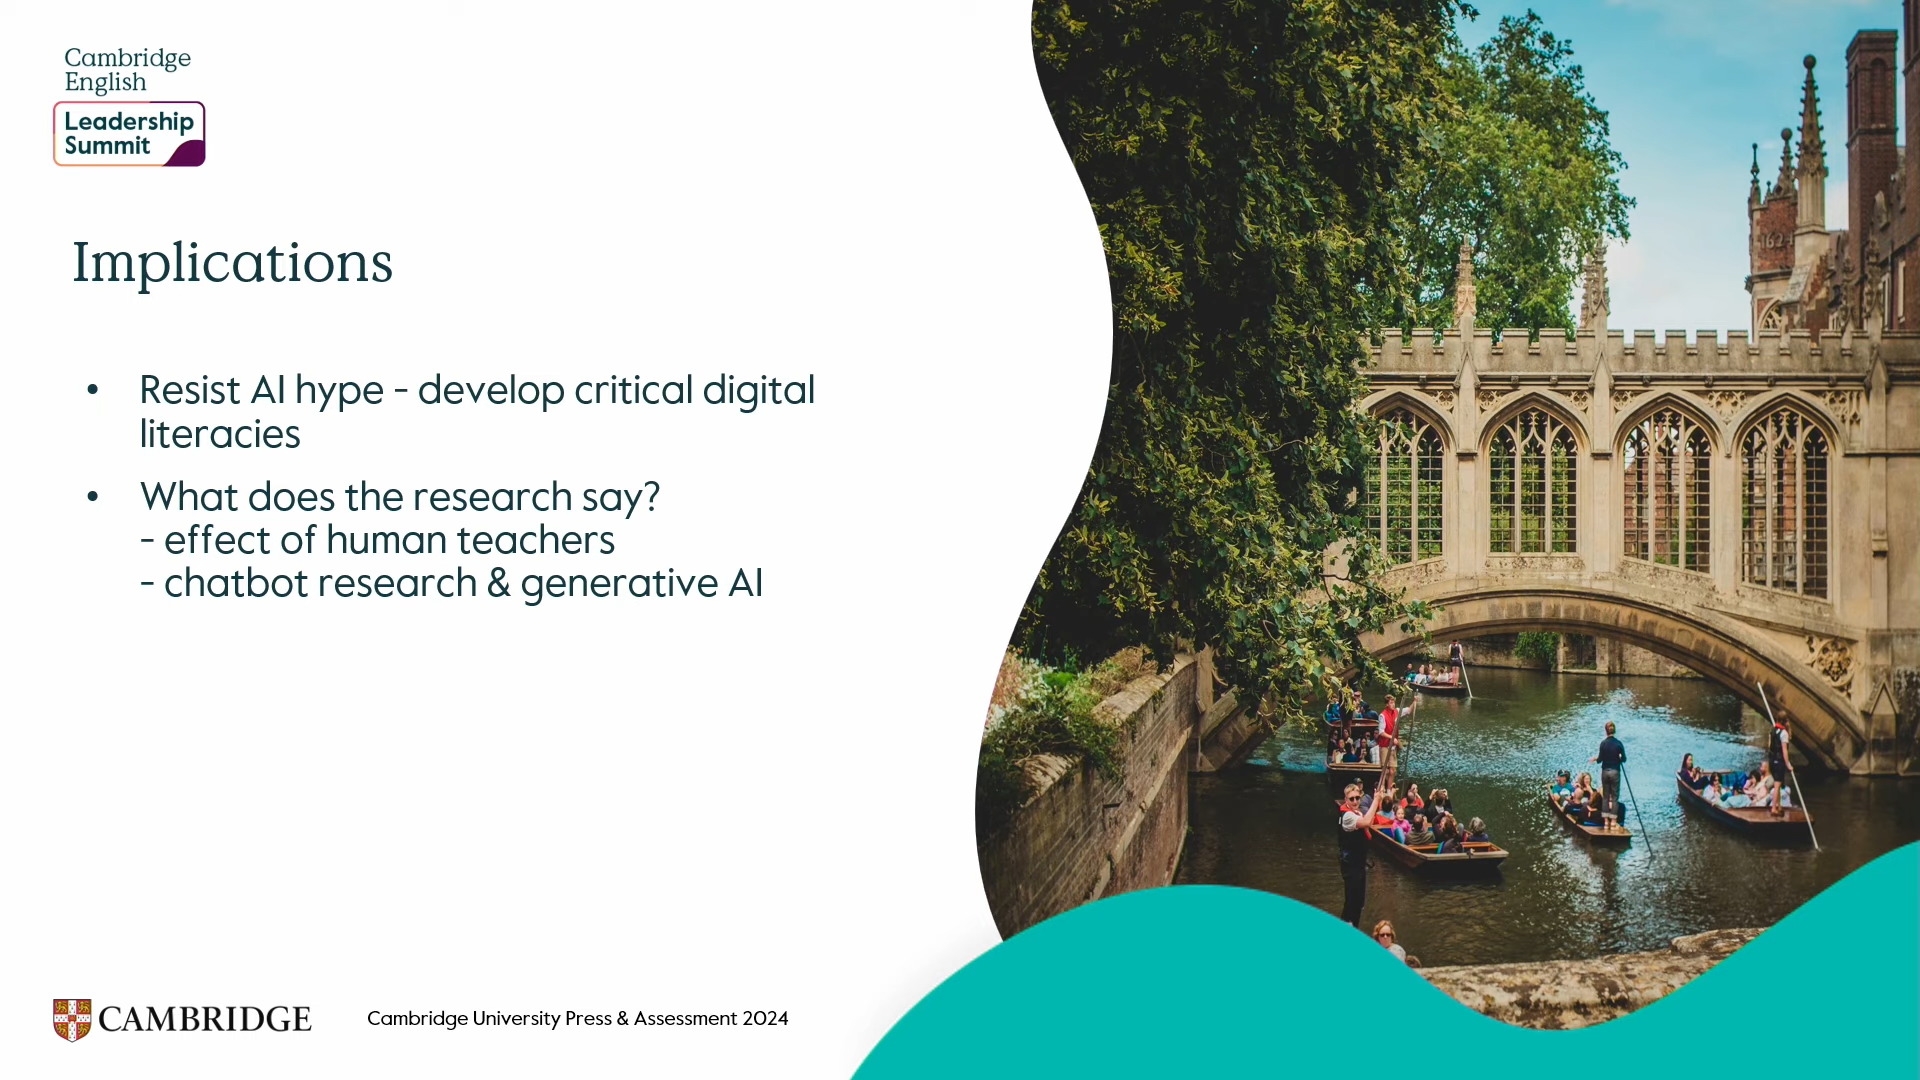 Cambridge
English
Leadership
Summit
Implications
• Resist AI hype - develop critical digital
literacies
• What does the research say?
- effect of human teachers
- chatbot research & generative AI
1624
CAMBRIDGE
Cambridge University Press & Assessment 2024